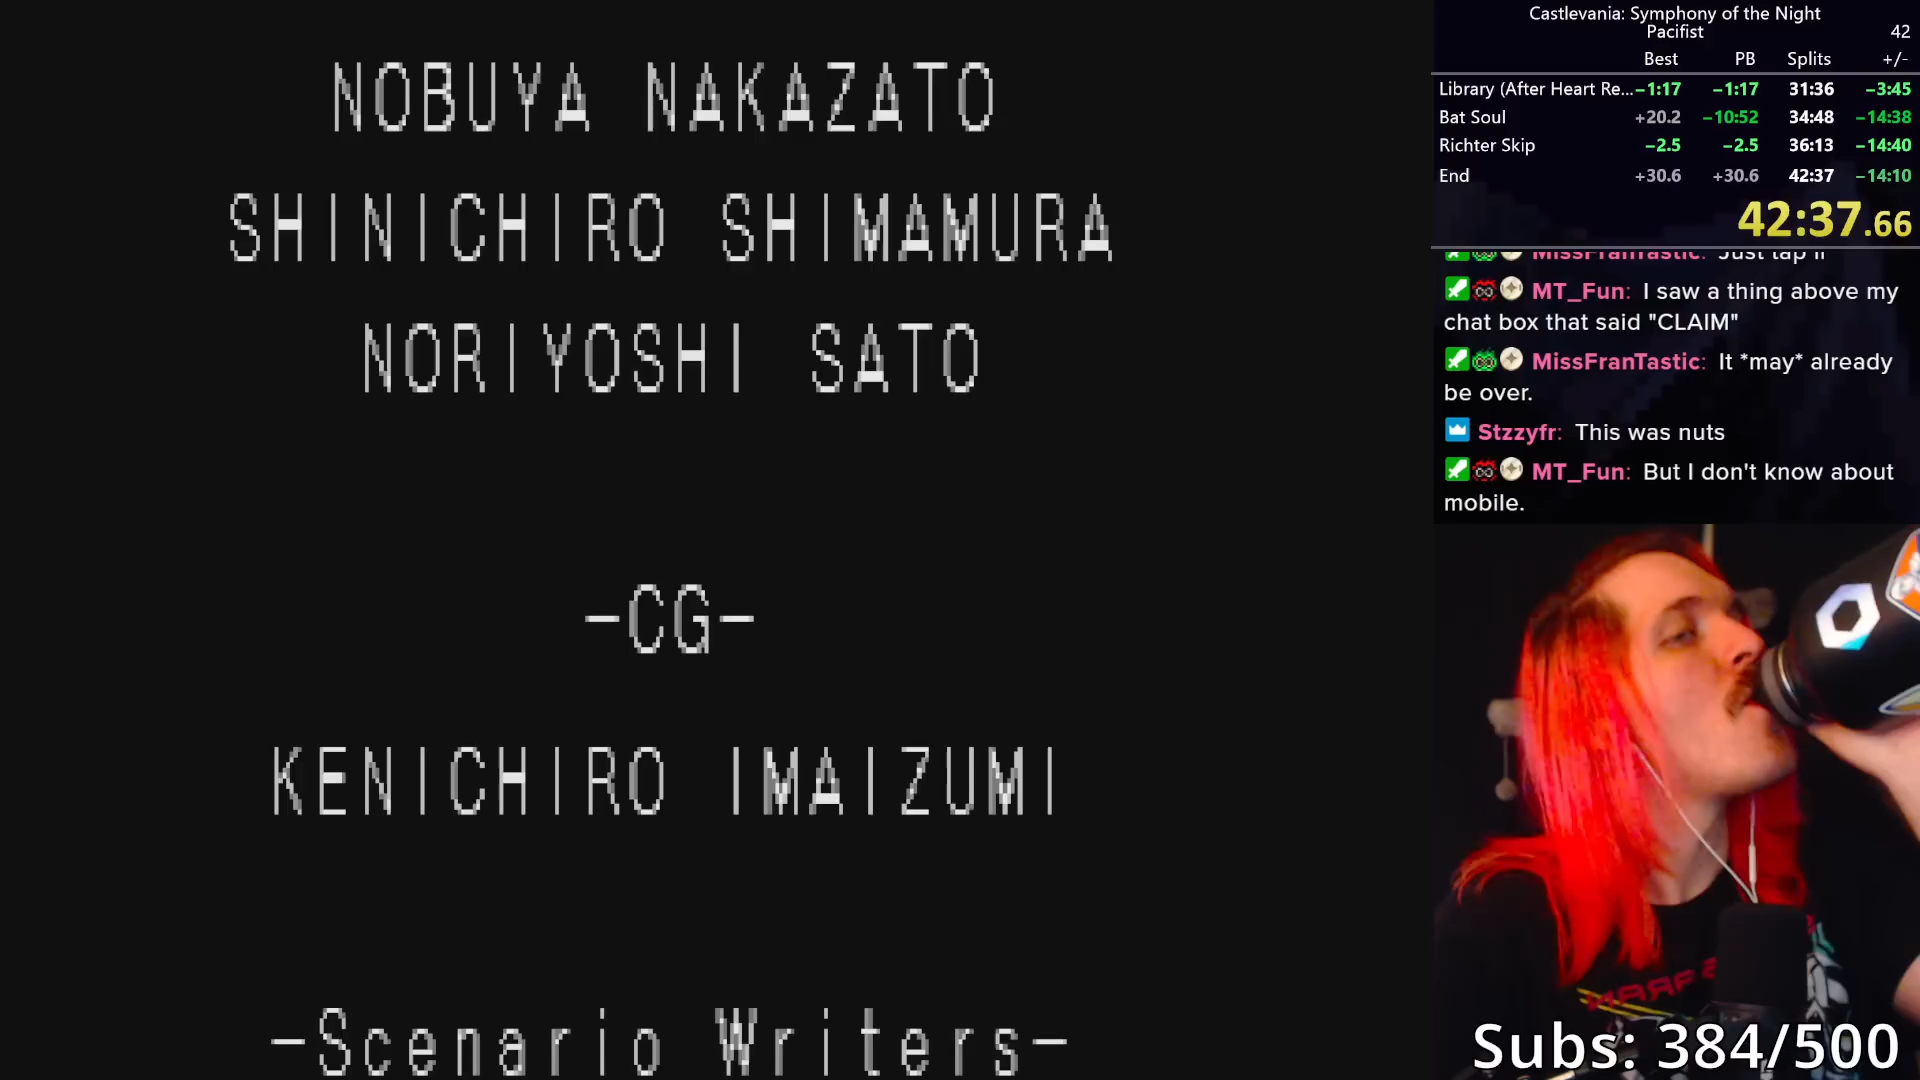 NOBUYA NAKAZATO
SHINICHIRO SHIMAMURA
NORIYOSHI SATO
-CG-
KENICHIRO IMAIZUMI
-Scenario Writers-
Castlevania: Symphony of the Night
Pacifist 42
Best PB Splits +/-
Library (After Heart Re... −1:17 −1:17 31:36 −3:45
Bat Soul +20.2 −10:52 34:48 −14:38
Richter Skip −2.5 −2.5 36:13 −14:40
End +30.6 +30.6 42:37 −14:10
42:37.66
MissFranTastic: Just tap it
MT_Fun: I saw a thing above my
chat box that said "CLAIM"
MissFranTastic: It *may* already
be over.
Stzzyfr: This was nuts
MT_Fun: But I don't know about
mobile.
Subs: 384/500